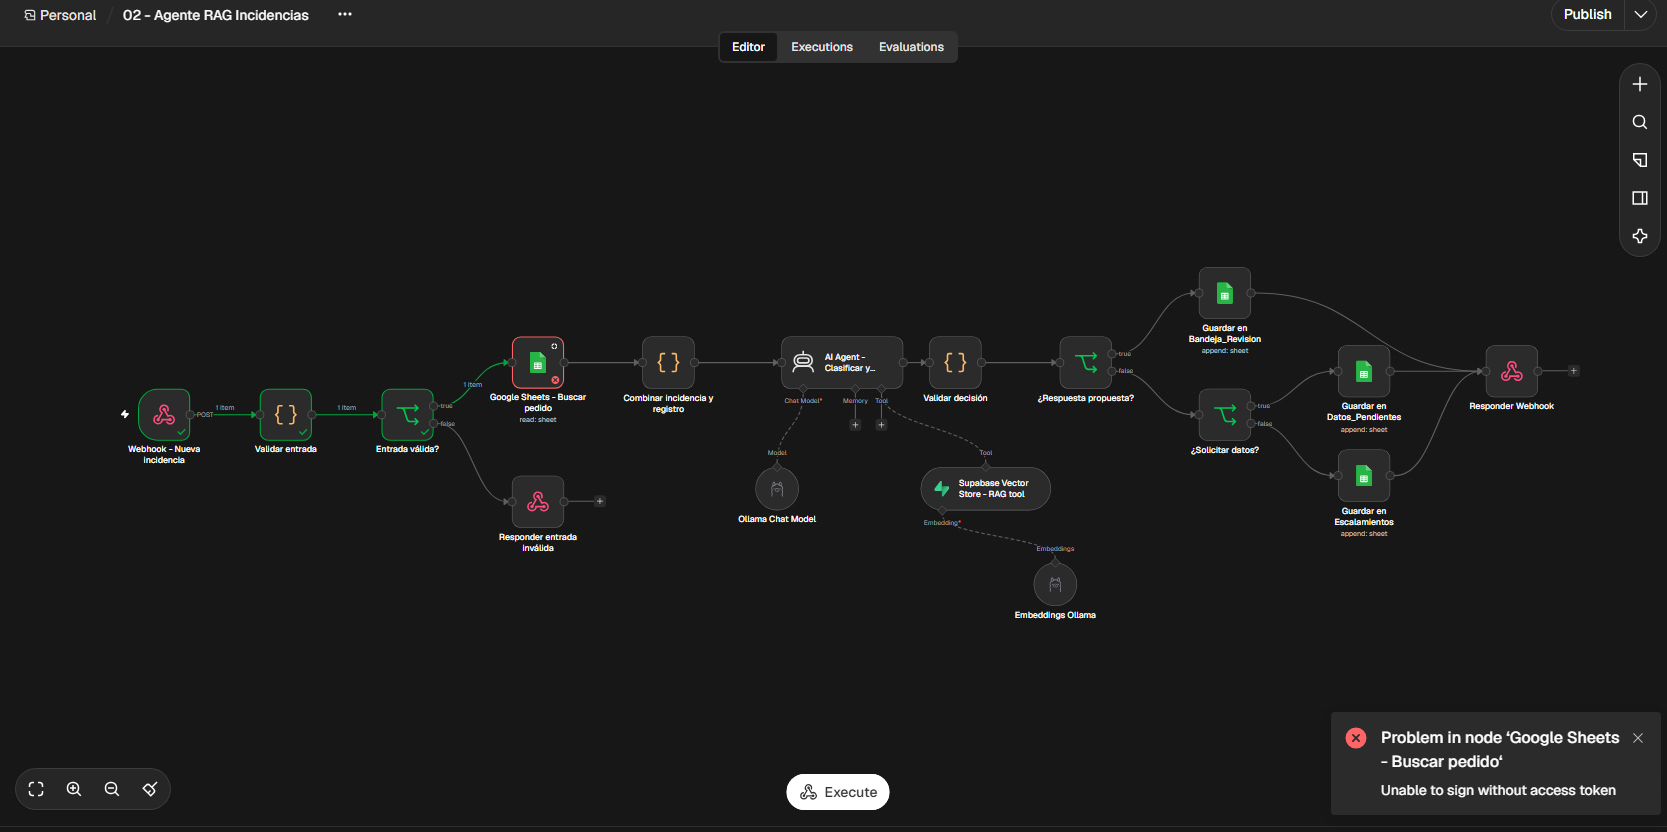 Personal / 02 - Agente RAG Incidencias
Publish
Editor
Executions
Evaluations
Webhook - Nueva
incidencia
POST
1 item
Validar entrada
1 item
Entrada válida?
true
false
1 item
Google Sheets - Buscar
pedido
read: sheet
Responder entrada
inválida
Combinar incidencia y
registro
AI Agent -
Clasificar y...
Chat Model*
Memory
Tool
Model
Ollama Chat Model
Tool
Supabase Vector
Store - RAG tool
Embedding*
Embeddings
Embeddings Ollama
Validar decisión
¿Respuesta propuesta?
true
false
Guardar en
Bandeja_Revision
append: sheet
¿Solicitar datos?
true
false
Guardar en
Datos_Pendientes
append: sheet
Guardar en
Escalamientos
append: sheet
Responder Webhook
Execute
Problem in node ‘Google Sheets
- Buscar pedido‘
Unable to sign without access token